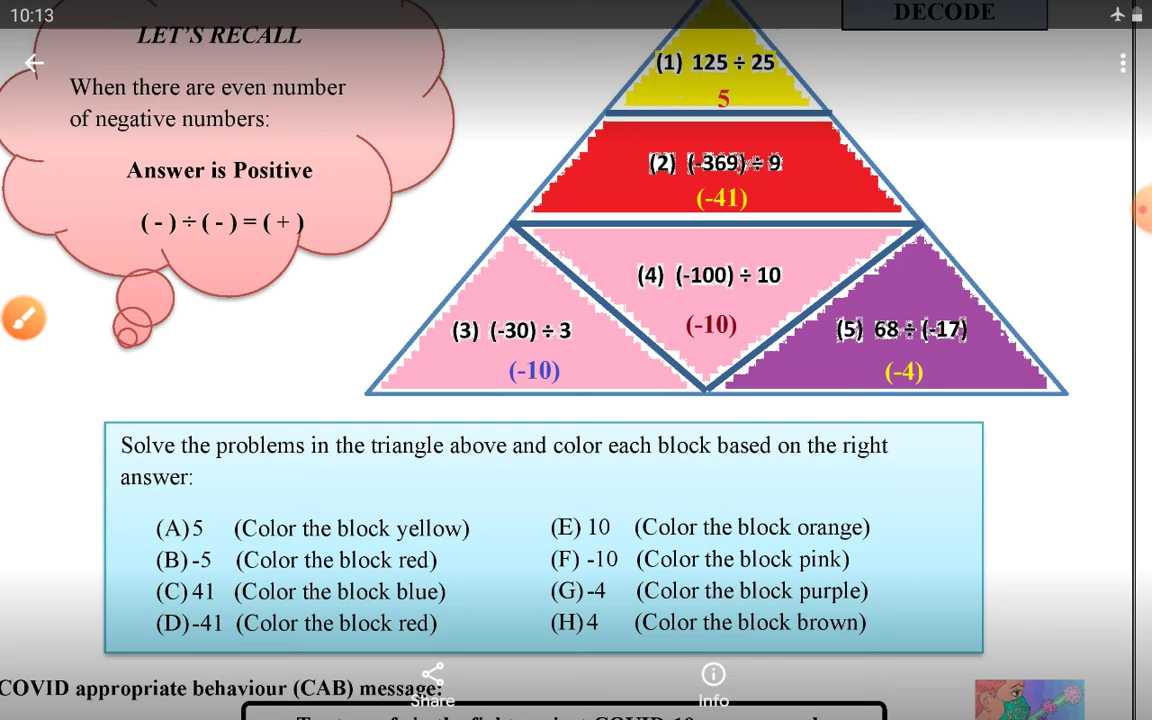 10:13
DECODE
LET'S RECALL
When there are even number
of negative numbers:
Answer is Positive
( - ) ÷ ( - ) = ( + )
(1) 125 ÷ 25
5
(2) (-369) ÷ 9
(-41)
(4) (-100) ÷ 10
(-10)
(3) (-30) ÷ 3
(-10)
(5) 68 ÷ (-17)
(-4)
Solve the problems in the triangle above and color each block based on the right
answer:
(A) 5 (Color the block yellow)
(B) -5 (Color the block red)
(C) 41 (Color the block blue)
(D) -41 (Color the block red)
(E) 10 (Color the block orange)
(F) -10 (Color the block pink)
(G) -4 (Color the block purple)
(H) 4 (Color the block brown)
COVID appropriate behaviour (CAB) message:
Share
Info